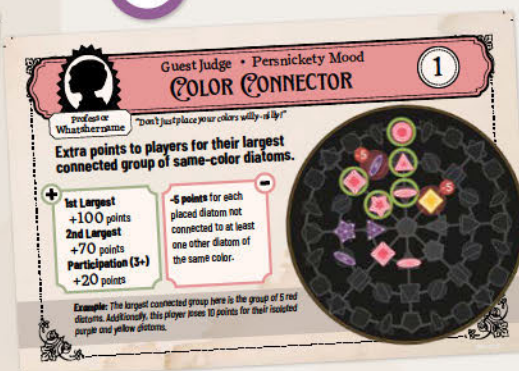 Guest Judge • Persnickety Mood
COLOR CONNECTOR
1
Professor
Whatshername
"Don't just place your colors willy-nilly!"
Extra points to players for their largest
connected group of same-color diatoms.
+
1st Largest
+100 points
2nd Largest
+70 points
Participation (3+)
+20 points
-
-5 points for each
placed diatom not
connected to at least
one other diatom of
the same color.
-5
-5
Example: The largest connected group here is the group of 5 red
diatoms. Additionally, this player loses 10 points for their isolated
purple and yellow diatoms.